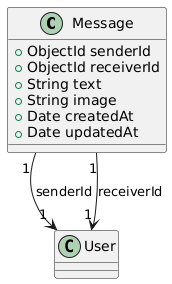 C Message
ObjectId senderId
ObjectId receiverId
String text
String image
Date createdAt
Date updatedAt
1 1
senderId receiverId
1 1
C User